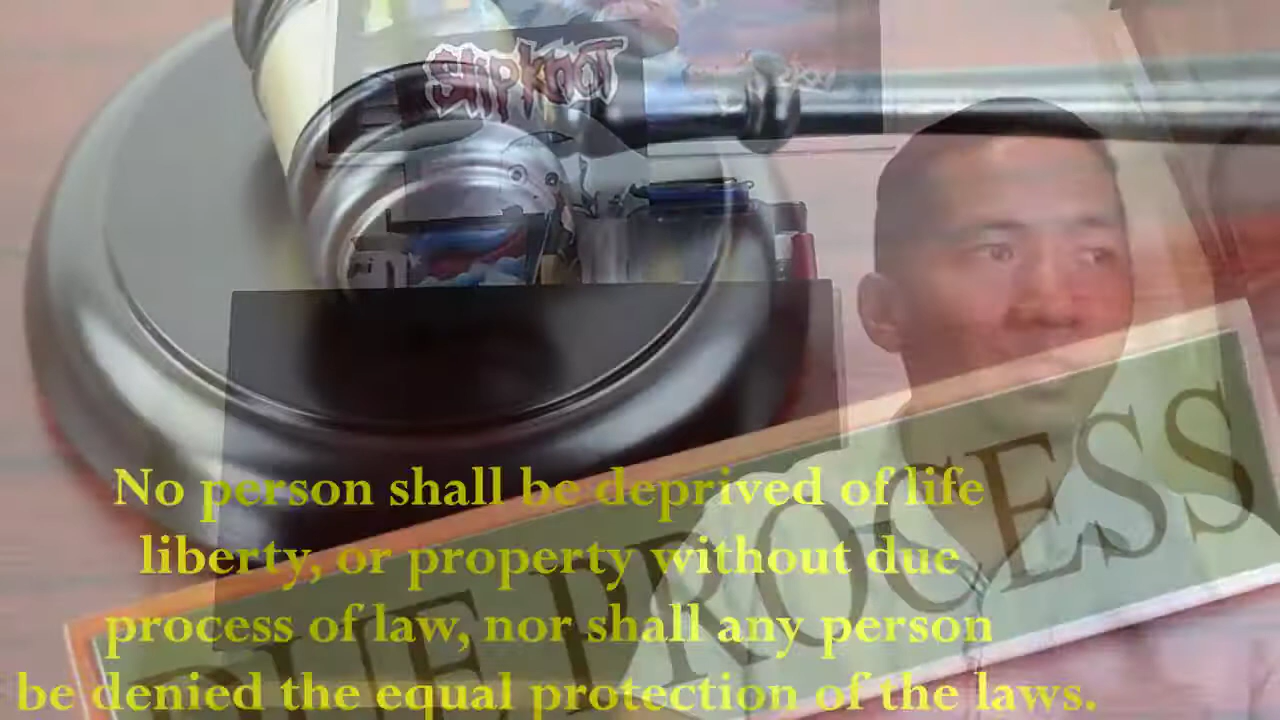 SLIPKNOT
No person shall be deprived of life
liberty, or property without due
process of law, nor shall any person
be denied the equal protection of the laws.
DUE PROCESS